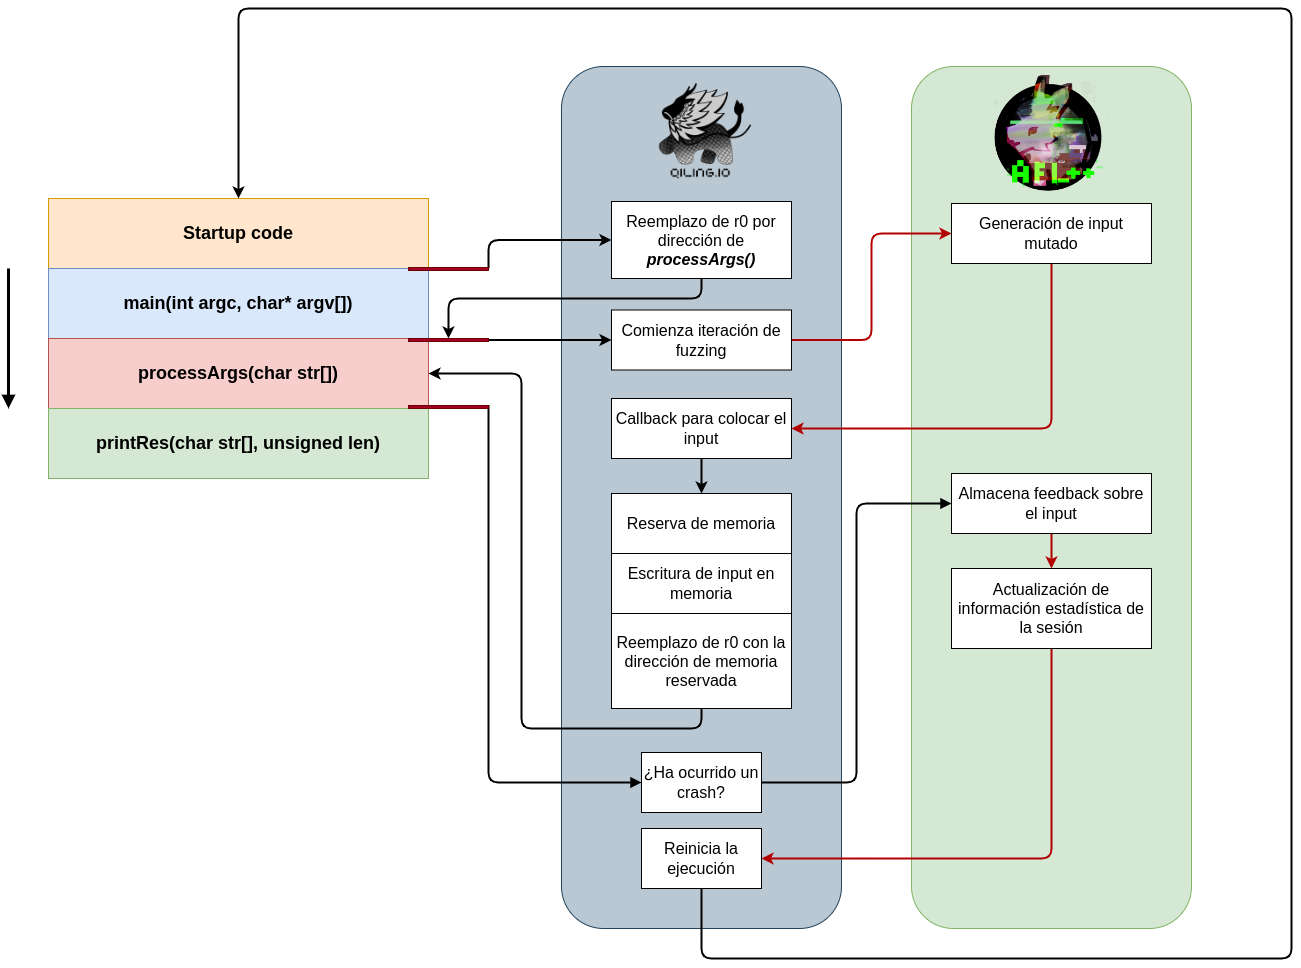 Startup code
main(int argc, char* argv[])
processArgs(char str[])
printRes(char str[], unsigned len)
QILING.IO
Reemplazo de r0 por
dirección de
processArgs()
Comienza iteración de
fuzzing
Callback para colocar el
input
Reserva de memoria
Escritura de input en
memoria
Reemplazo de r0 con la
dirección de memoria
reservada
¿Ha ocurrido un
crash?
Reinicia la
ejecución
AFL++
Generación de input
mutado
Almacena feedback sobre
el input
Actualización de
información estadística de
la sesión